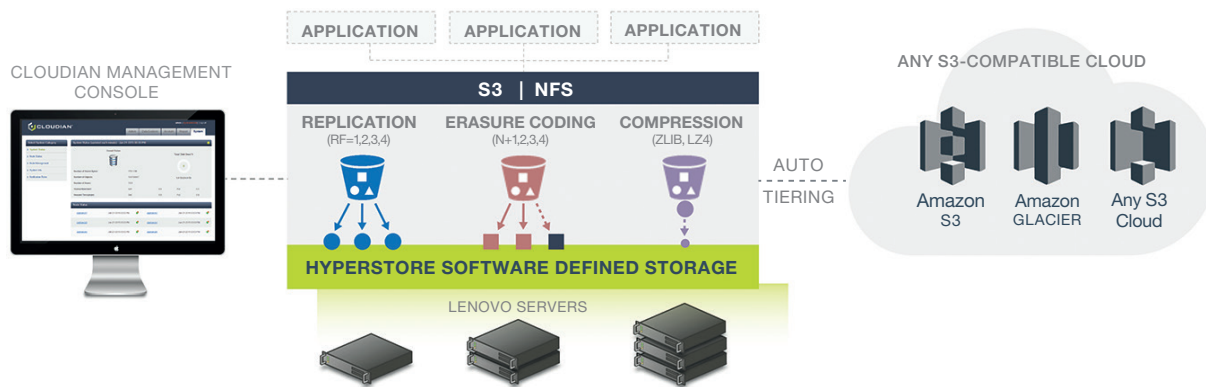 APPLICATION
APPLICATION
APPLICATION
CLOUDIAN MANAGEMENT
CONSOLE
CLOUDIAN
S3 | NFS
REPLICATION
(RF=1,2,3,4)
ERASURE CODING
(N+1,2,3,4)
COMPRESSION
(ZLIB, LZ4)
HYPERSTORE SOFTWARE DEFINED STORAGE
LENOVO SERVERS
AUTO
TIERING
ANY S3-COMPATIBLE CLOUD
Amazon
S3
Amazon
GLACIER
Any S3
Cloud